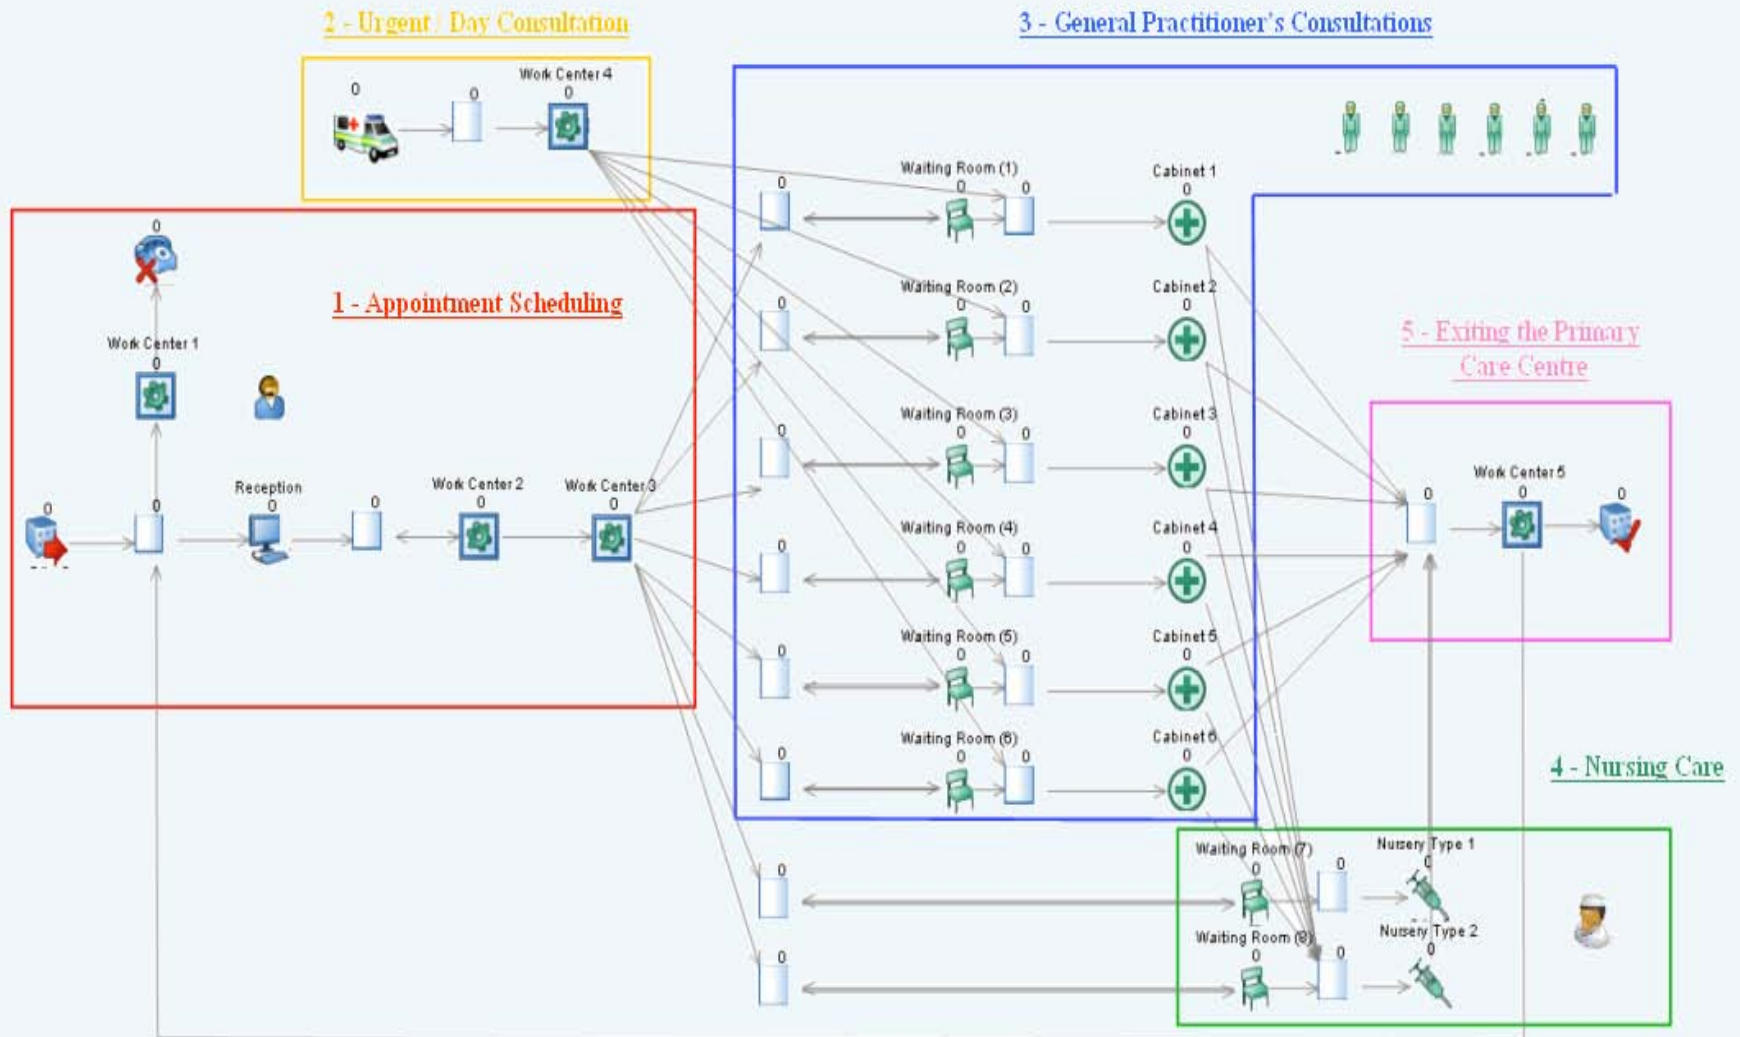 2 - Urgent / Day Consultation
3 - General Practitioner's Consultations
Work Center 4
0
0
0
1 - Appointment Scheduling
0
Work Center 1
0
0
0
Reception
0
0
Work Center 2
0
Work Center 3
0
0
Waiting Room (1)
0
0
Cabinet 1
0
0
Waiting Room (2)
0
0
Cabinet 2
0
0
Waiting Room (3)
0
0
Cabinet 3
0
0
Waiting Room (4)
0
0
Cabinet 4
0
0
Waiting Room (5)
0
0
Cabinet 5
0
0
Waiting Room (6)
0
0
Cabinet 6
0
5 - Exiting the Primary
Care Centre
0
Work Center 5
0
0
4 - Nursing Care
0
Waiting Room (7)
0
0
Nursery Type 1
0
0
Waiting Room (8)
0
0
Nursery Type 2
0